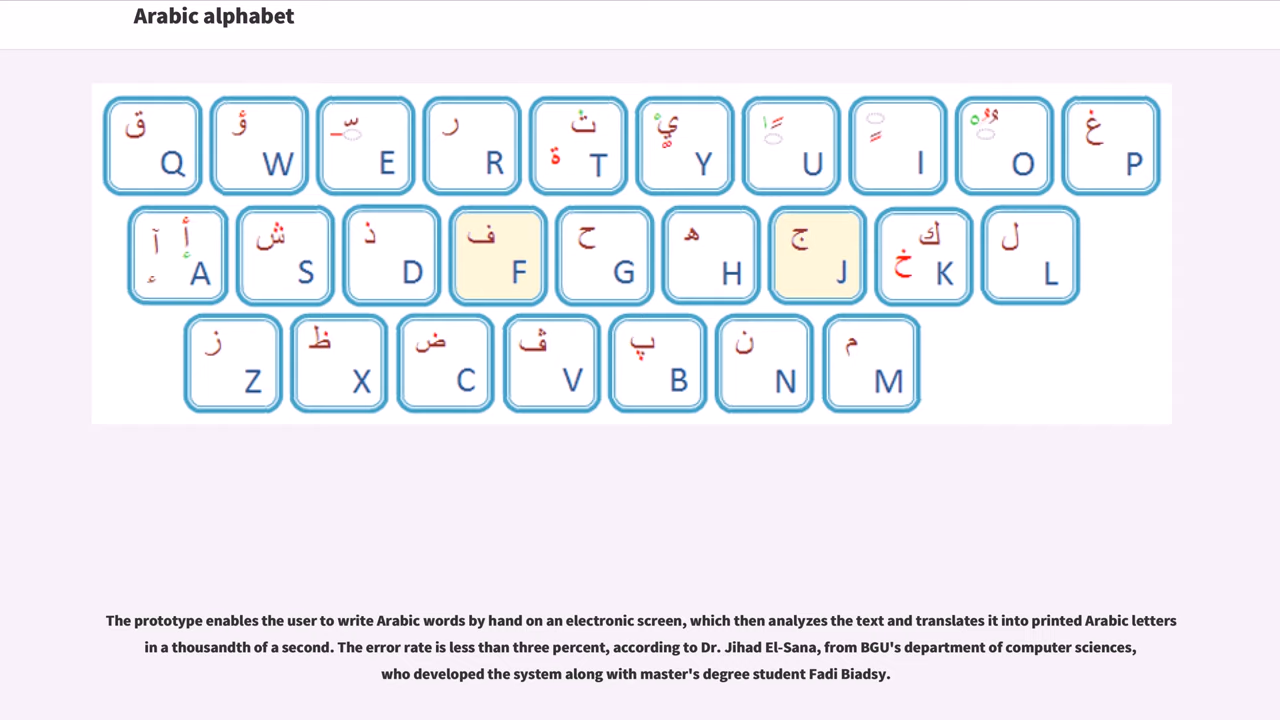 Arabic alphabet
ق Q ؤ W E ر R ث ة T ي Y U I O غ P
آ أ ء A ش S ذ D ف F ح G ه H ج J ك خ K ل L
ز Z ظ X ض C ڤ V پ B ن N م M
The prototype enables the user to write Arabic words by hand on an electronic screen, which then analyzes the text and translates it into printed Arabic letters
in a thousandth of a second. The error rate is less than three percent, according to Dr. Jihad El-Sana, from BGU's department of computer sciences,
who developed the system along with master's degree student Fadi Biadsy.